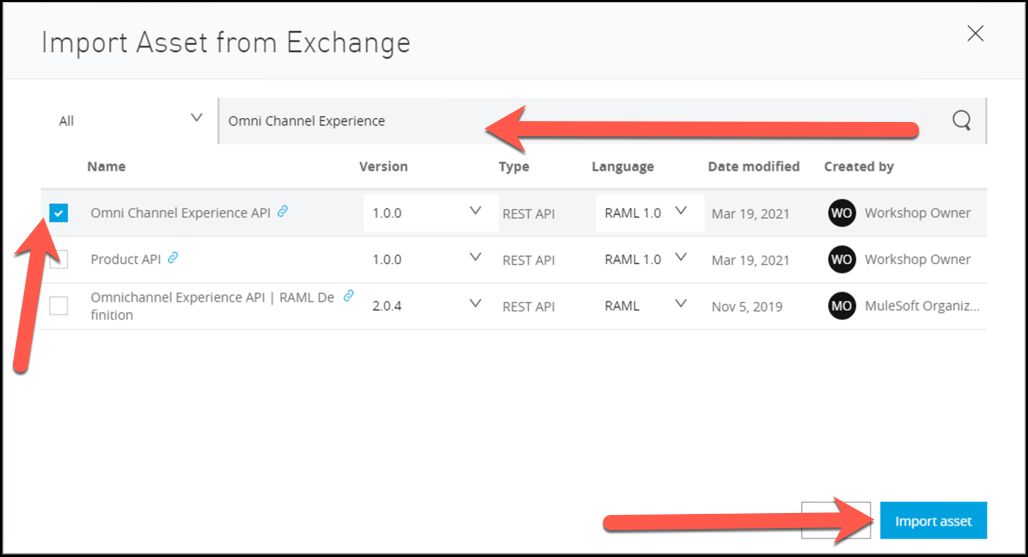 Import Asset from Exchange
All
Omni Channel Experience
Name Version Type Language Date modified Created by
Omni Channel Experience API 1.0.0 REST API RAML 1.0 Mar 19, 2021 WO Workshop Owner
Product API 1.0.0 REST API RAML 1.0 Mar 19, 2021 WO Workshop Owner
Omnichannel Experience API | RAML De
finition 2.0.4 REST API RAML Nov 5, 2019 MO MuleSoft Organiz...
Import asset